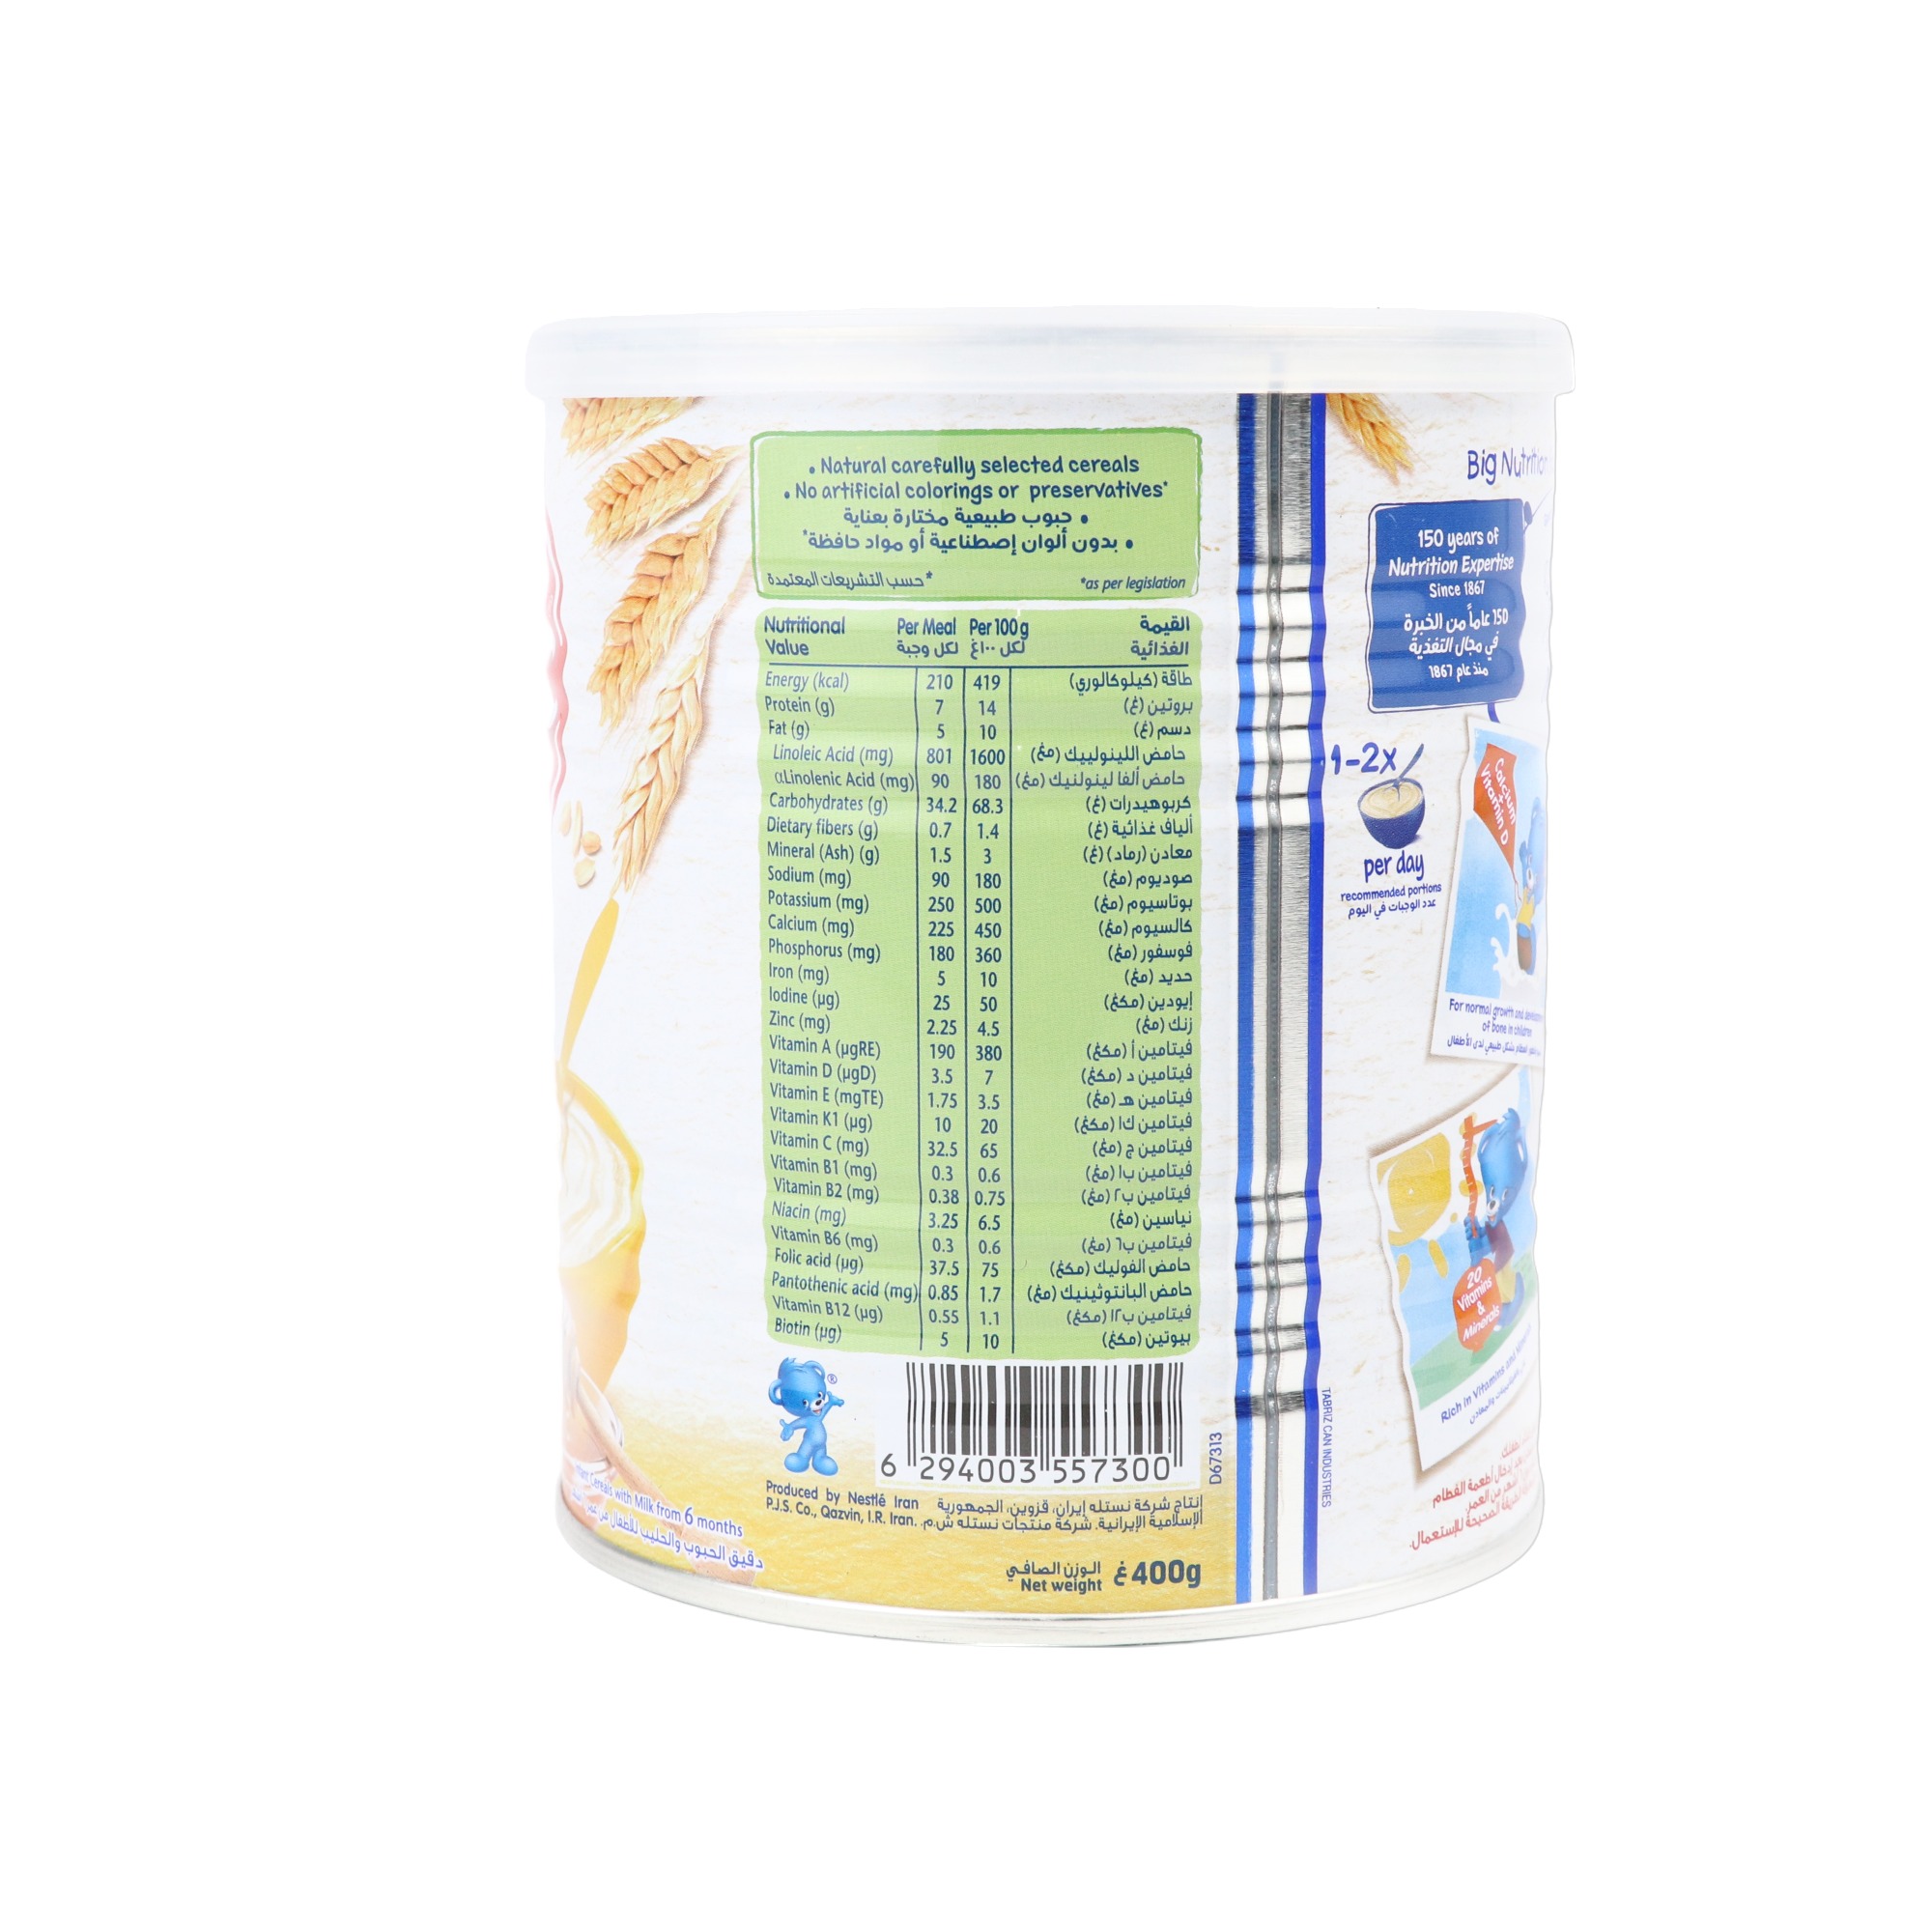 • Natural carefully selected cereals
• No artificial colorings or preservatives*
• حبوب طبيعية مختارة بعناية
• بدون ألوان إصطناعية أو مواد حافظة*
*حسب التشريعات المعتمدة *as per legislation
Nutritional Per Meal Per 100g القيمة
Value لكل وجبة لكل ١٠٠غ الغذائية
Energy (kcal) 210 419 طاقة (كيلوكالوري)
Protein (g) 7 14 بروتين (غ)
Fat (g) 5 10 دسم (غ)
Linoleic Acid (mg) 801 1600 حامض اللينولييك (مغ)
αLinolenic Acid (mg) 90 180 حامض ألفا لينولنيك (مغ)
Carbohydrates (g) 34.2 68.3 كربوهيدرات (غ)
Dietary fibers (g) 0.7 1.4 ألياف غذائية (غ)
Mineral (Ash) (g) 1.5 3 معادن (رماد) (غ)
Sodium (mg) 90 180 صوديوم (مغ)
Potassium (mg) 250 500 بوتاسيوم (مغ)
Calcium (mg) 225 450 كالسيوم (مغ)
Phosphorus (mg) 180 360 فوسفور (مغ)
Iron (mg) 5 10 حديد (مغ)
Iodine (µg) 25 50 إيودين (مكغ)
Zinc (mg) 2.25 4.5 زنك (مغ)
Vitamin A (µgRE) 190 380 فيتامين أ (مكغ)
Vitamin D (µgD) 3.5 7 فيتامين د (مكغ)
Vitamin E (mgTE) 1.75 3.5 فيتامين هـ (مغ)
Vitamin K1 (µg) 10 20 فيتامين ك١ (مكغ)
Vitamin C (mg) 32.5 65 فيتامين ج (مغ)
Vitamin B1 (mg) 0.3 0.6 فيتامين ب١ (مغ)
Vitamin B2 (mg) 0.38 0.75 فيتامين ب٢ (مغ)
Niacin (mg) 3.25 6.5 نياسين (مغ)
Vitamin B6 (mg) 0.3 0.6 فيتامين ب٦ (مغ)
Folic acid (µg) 37.5 75 حامض الفوليك (مكغ)
Pantothenic acid (mg) 0.85 1.7 حامض البانتوثينيك (مغ)
Vitamin B12 (µg) 0.55 1.1 فيتامين ب١٢ (مكغ)
Biotin (µg) 5 10 بيوتين (مكغ)
®
6 294003 557300
D67313
Produced by Nestlé Iran إنتاج شركة نستله إيران، قزوين، الجمهورية
P.J.S. Co., Qazvin, I.R. Iran. الإسلامية الإيرانية. شركة منتجات نستله ش.م.
الوزن الصافي
Net weight
400g غ
Cereals with Milk from 6 months
دقيق الحبوب والحليب للأطفال من
TABRIZ CAN INDUSTRIES
Big Nutrition
150 years of
Nutrition Expertise
Since 1867
150 عاماً من الخبرة
في مجال التغذية
منذ عام 1867
1-2x
per day
recommended portions
عدد الوجبات في اليوم
Calcium
Vitamin D
For normal growth and
of bone in children
بشكل طبيعي لدى الأطفال
20
Vitamins
&
Minerals
Rich in Vitamins and
إدخال أطعمة الفطام
من العمر
الصحيحة للإستعمال.